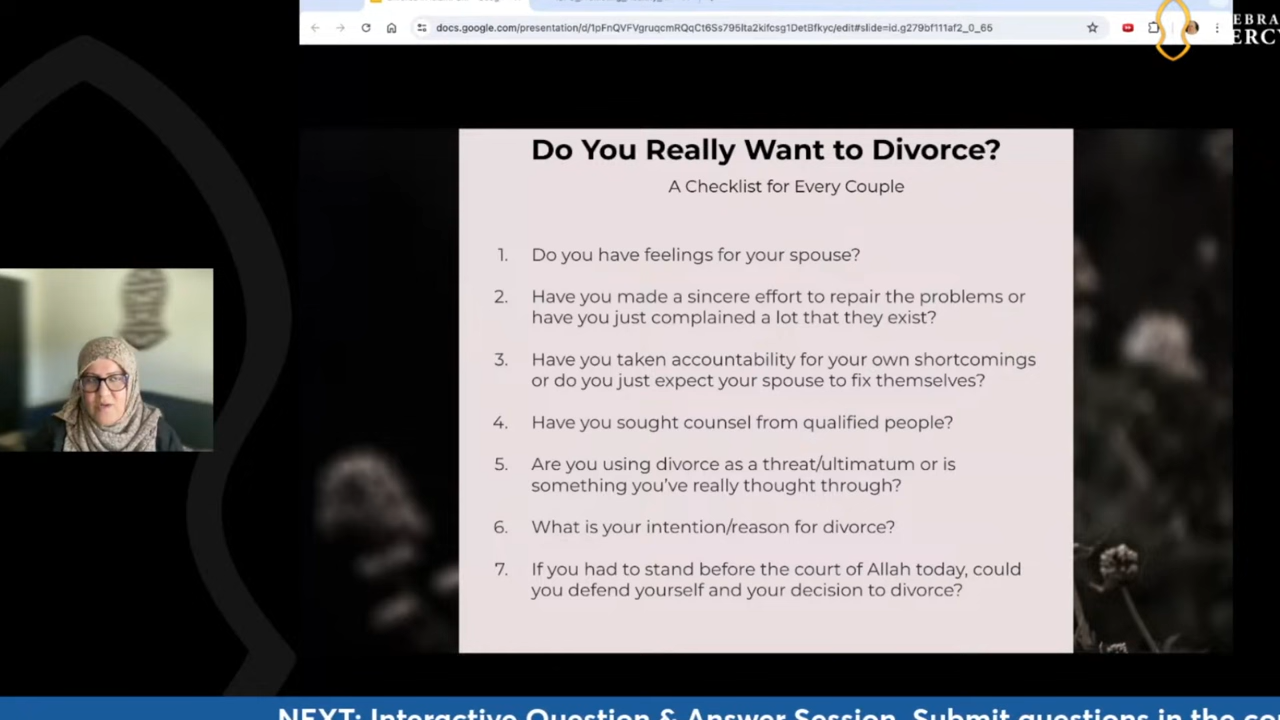 docs.google.com/presentation/d/1pFnQVFVgruqcmRQqCt6Ss795lta2kifcsg1DetBfkyc/edit#slide=id.g279bf111af2_0_65
EBRA
ERCY
Do You Really Want to Divorce?
A Checklist for Every Couple
1. Do you have feelings for your spouse?
2. Have you made a sincere effort to repair the problems or
have you just complained a lot that they exist?
3. Have you taken accountability for your own shortcomings
or do you just expect your spouse to fix themselves?
4. Have you sought counsel from qualified people?
5. Are you using divorce as a threat/ultimatum or is
something you've really thought through?
6. What is your intention/reason for divorce?
7. If you had to stand before the court of Allah today, could
you defend yourself and your decision to divorce?
NEXT: Interactive Question & Answer Session. Submit questions in the co